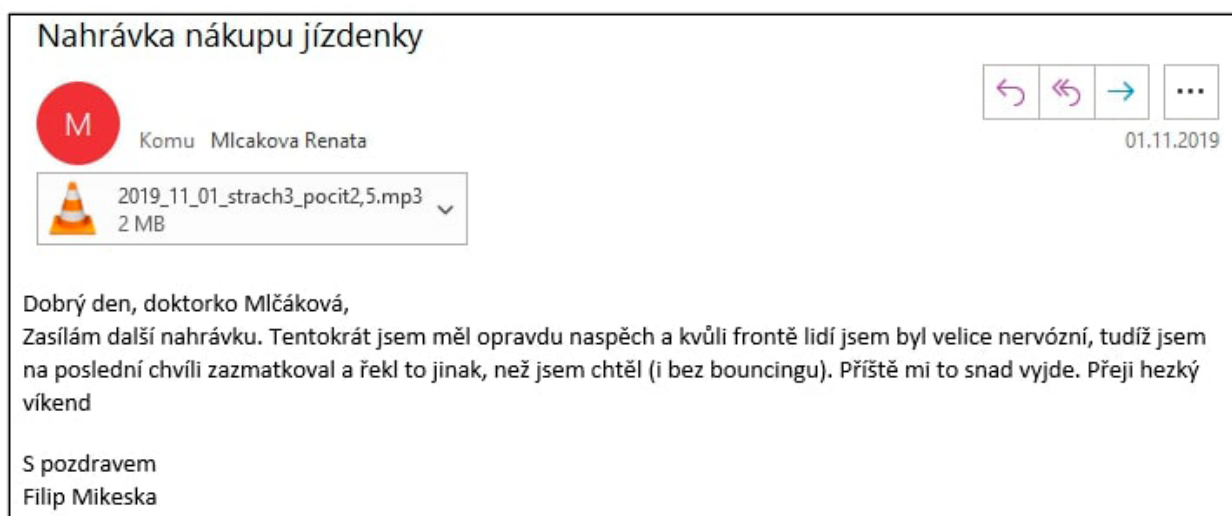 Nahrávka nákupu jízdenky
M
Komu Mlcakova Renata
01.11.2019
2019_11_01_strach3_pocit2,5.mp3
2 MB
Dobrý den, doktorko Mlčáková,
Zasílám další nahrávku. Tentokrát jsem měl opravdu naspěch a kvůli frontě lidí jsem byl velice nervózní, tudíž jsem
na poslední chvíli zazmatkoval a řekl to jinak, než jsem chtěl (i bez bouncingu). Příště mi to snad vyjde. Přeji hezký
víkend
S pozdravem
Filip Mikeska